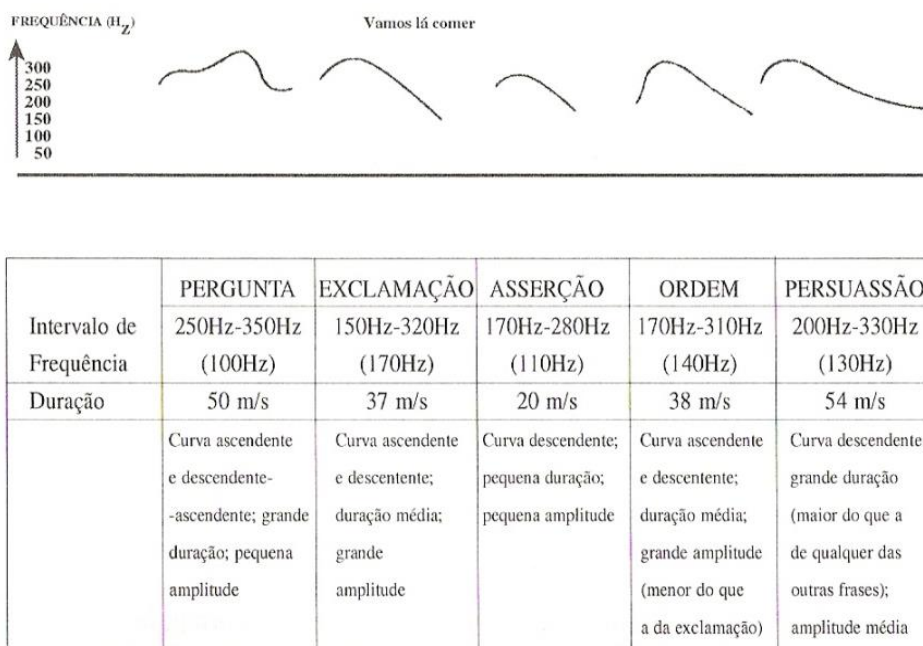 FREQUÊNCIA (HZ)
Vamos lá comer
300
250
200
150
100
50
PERGUNTA EXCLAMAÇÃO ASSERÇÃO ORDEM PERSUASSÃO
Intervalo de 250Hz-350Hz 150Hz-320Hz 170Hz-280Hz 170Hz-310Hz 200Hz-330Hz
Frequência (100Hz) (170Hz) (110Hz) (140Hz) (130Hz)
Duração 50 m/s 37 m/s 20 m/s 38 m/s 54 m/s
Curva ascendente Curva ascendente Curva descendente; Curva ascendente Curva descendente
e descendente- e descentente; pequena duração; e descentente; grande duração
-ascendente; grande duração média; pequena amplitude duração média; (maior do que a
duração; pequena grande grande amplitude de qualquer das
amplitude amplitude (menor do que outras frases);
a da exclamação) amplitude média